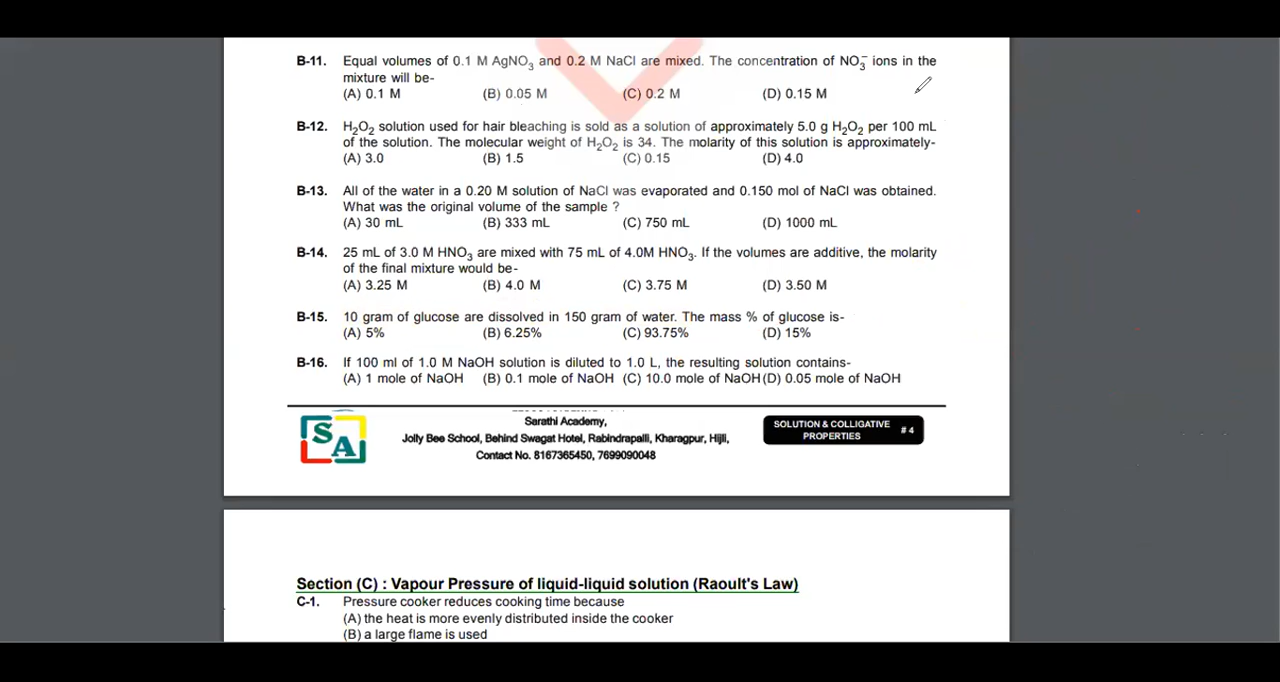 B-11. Equal volumes of 0.1 M AgNO₃ and 0.2 M NaCl are mixed. The concentration of NO₃⁻ ions in the
mixture will be-
(A) 0.1 M (B) 0.05 M (C) 0.2 M (D) 0.15 M
B-12. H₂O₂ solution used for hair bleaching is sold as a solution of approximately 5.0 g H₂O₂ per 100 mL
of the solution. The molecular weight of H₂O₂ is 34. The molarity of this solution is approximately-
(A) 3.0 (B) 1.5 (C) 0.15 (D) 4.0
B-13. All of the water in a 0.20 M solution of NaCl was evaporated and 0.150 mol of NaCl was obtained.
What was the original volume of the sample ?
(A) 30 mL (B) 333 mL (C) 750 mL (D) 1000 mL
B-14. 25 mL of 3.0 M HNO₃ are mixed with 75 mL of 4.0M HNO₃. If the volumes are additive, the molarity
of the final mixture would be-
(A) 3.25 M (B) 4.0 M (C) 3.75 M (D) 3.50 M
B-15. 10 gram of glucose are dissolved in 150 gram of water. The mass % of glucose is-
(A) 5% (B) 6.25% (C) 93.75% (D) 15%
B-16. If 100 ml of 1.0 M NaOH solution is diluted to 1.0 L, the resulting solution contains-
(A) 1 mole of NaOH (B) 0.1 mole of NaOH (C) 10.0 mole of NaOH (D) 0.05 mole of NaOH
SA
Sarathi Academy,
Jolly Bee School, Behind Swagat Hotel, Rabindrapalli, Kharagpur, Hijli,
Contact No. 8167365450, 7699090048
SOLUTION & COLLIGATIVE
PROPERTIES # 4
Section (C) : Vapour Pressure of liquid-liquid solution (Raoult's Law)
C-1. Pressure cooker reduces cooking time because
(A) the heat is more evenly distributed inside the cooker
(B) a large flame is used